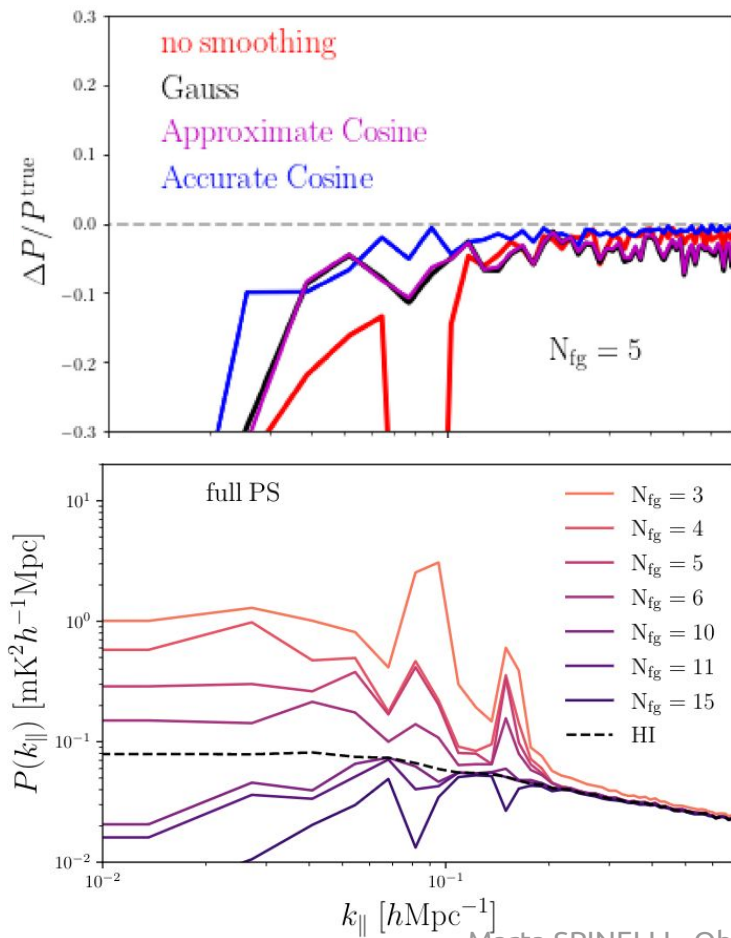 0.3
0.2
0.1
0.0
−0.1
−0.2
−0.3
ΔP/P^true
no smoothing
Gauss
Approximate Cosine
Accurate Cosine
N_fg = 5
10^1
10^0
10^−1
10^−2
P(k_∥) [mK^2h^−1Mpc]
full PS
N_fg = 3
N_fg = 4
N_fg = 5
N_fg = 6
N_fg = 10
N_fg = 11
N_fg = 15
HI
10^−2
10^−1
k_∥ [hMpc^−1]